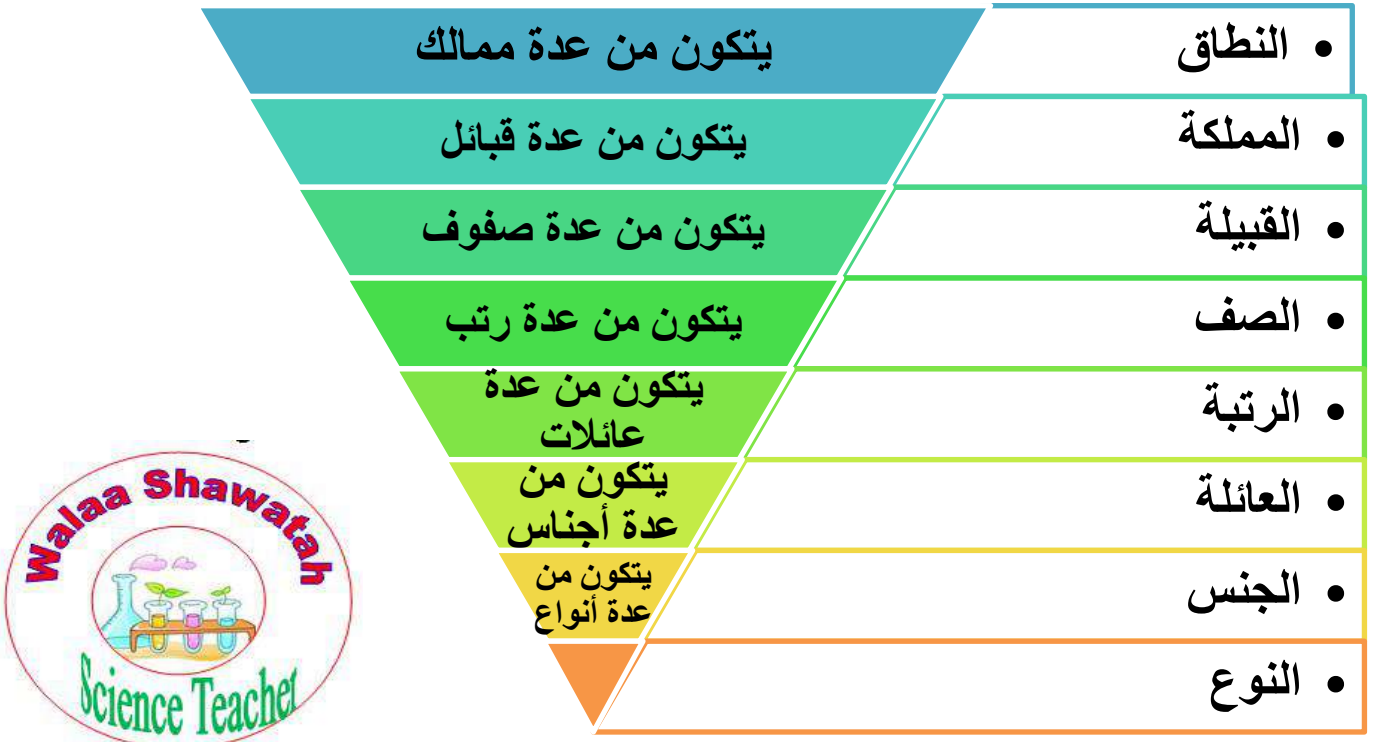 • النطاق
يتكون من عدة ممالك
• المملكة
يتكون من عدة قبائل
• القبيلة
يتكون من عدة صفوف
• الصف
يتكون من عدة رتب
• الرتبة
يتكون من عدة
عائلات
• العائلة
يتكون من
عدة أجناس
• الجنس
يتكون من
عدة أنواع
• النوع
Walaa Shawatah
Science Teacher